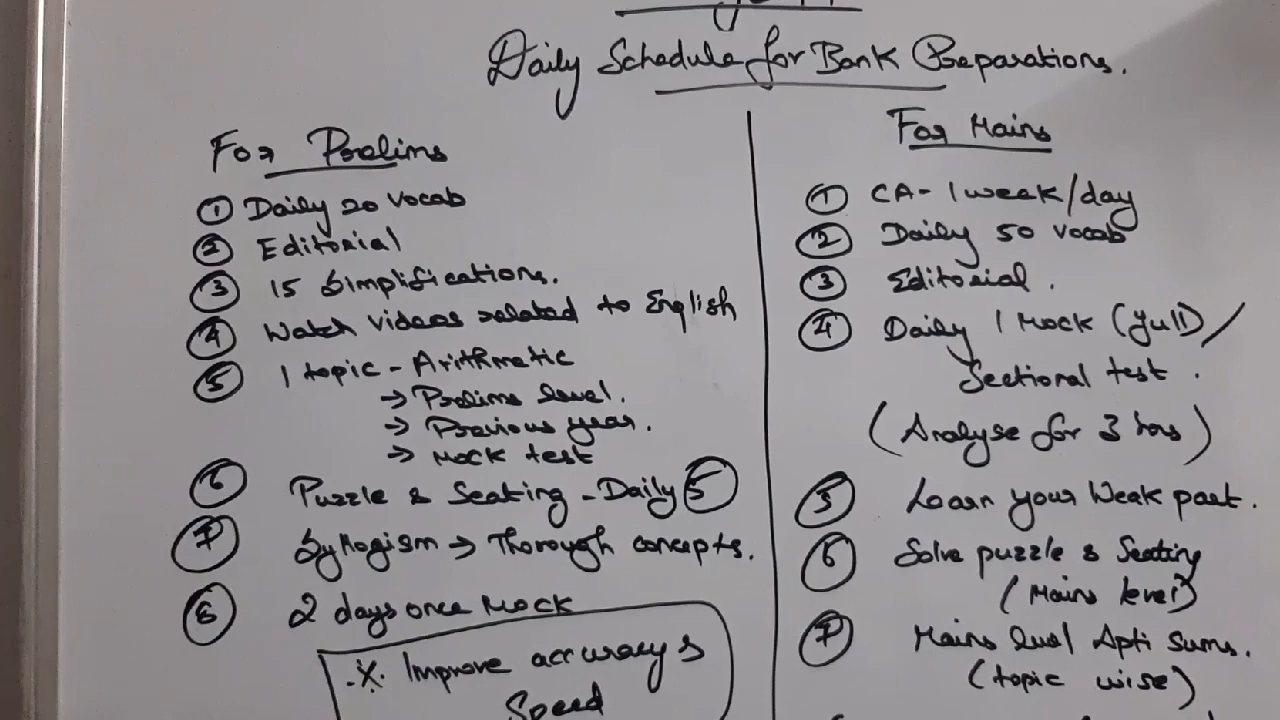 Daily Schedule for Bank Preparations.
For Prelims
① Daily 20 vocab
② Editorial
③ 15 Simplifications.
④ Watch videos related to English
⑤ 1 topic - Arithmatic
→ Prelims level.
→ Previous year.
→ Mock test
⑥ Puzzle & Seating - Daily ⑤
⑦ Syllogism → Thorough concepts.
⑧ 2 days once Mock
※ Improve accuracy &
Speed
For Mains
① CA - 1 week/day
② Daily 50 vocab
③ Editorial.
④ Daily 1 Mock (full) /
Sectional test.
(Analyse for 3 hrs)
⑤ Learn your Weak part.
⑥ Solve puzzle & Seating
(Mains level)
⑦ Mains level Apti Sums.
(topic wise)